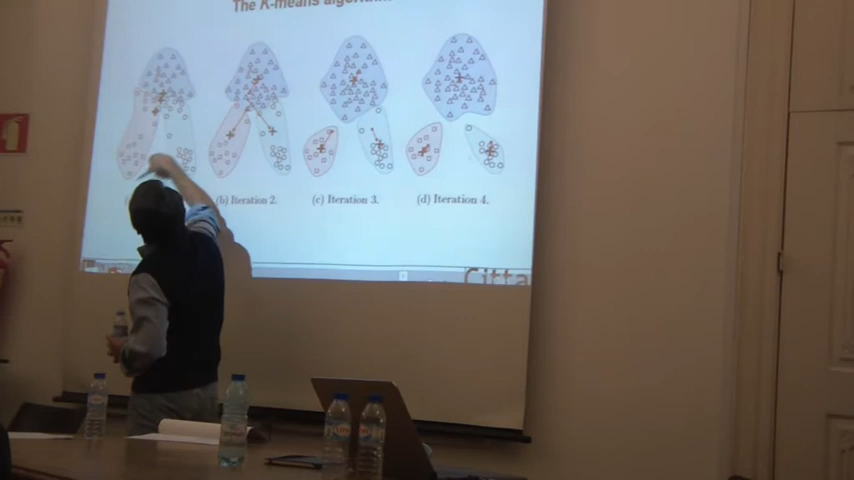 The K-means algorithm
(b) Iteration 2.
(c) Iteration 3.
(d) Iteration 4.
Citta